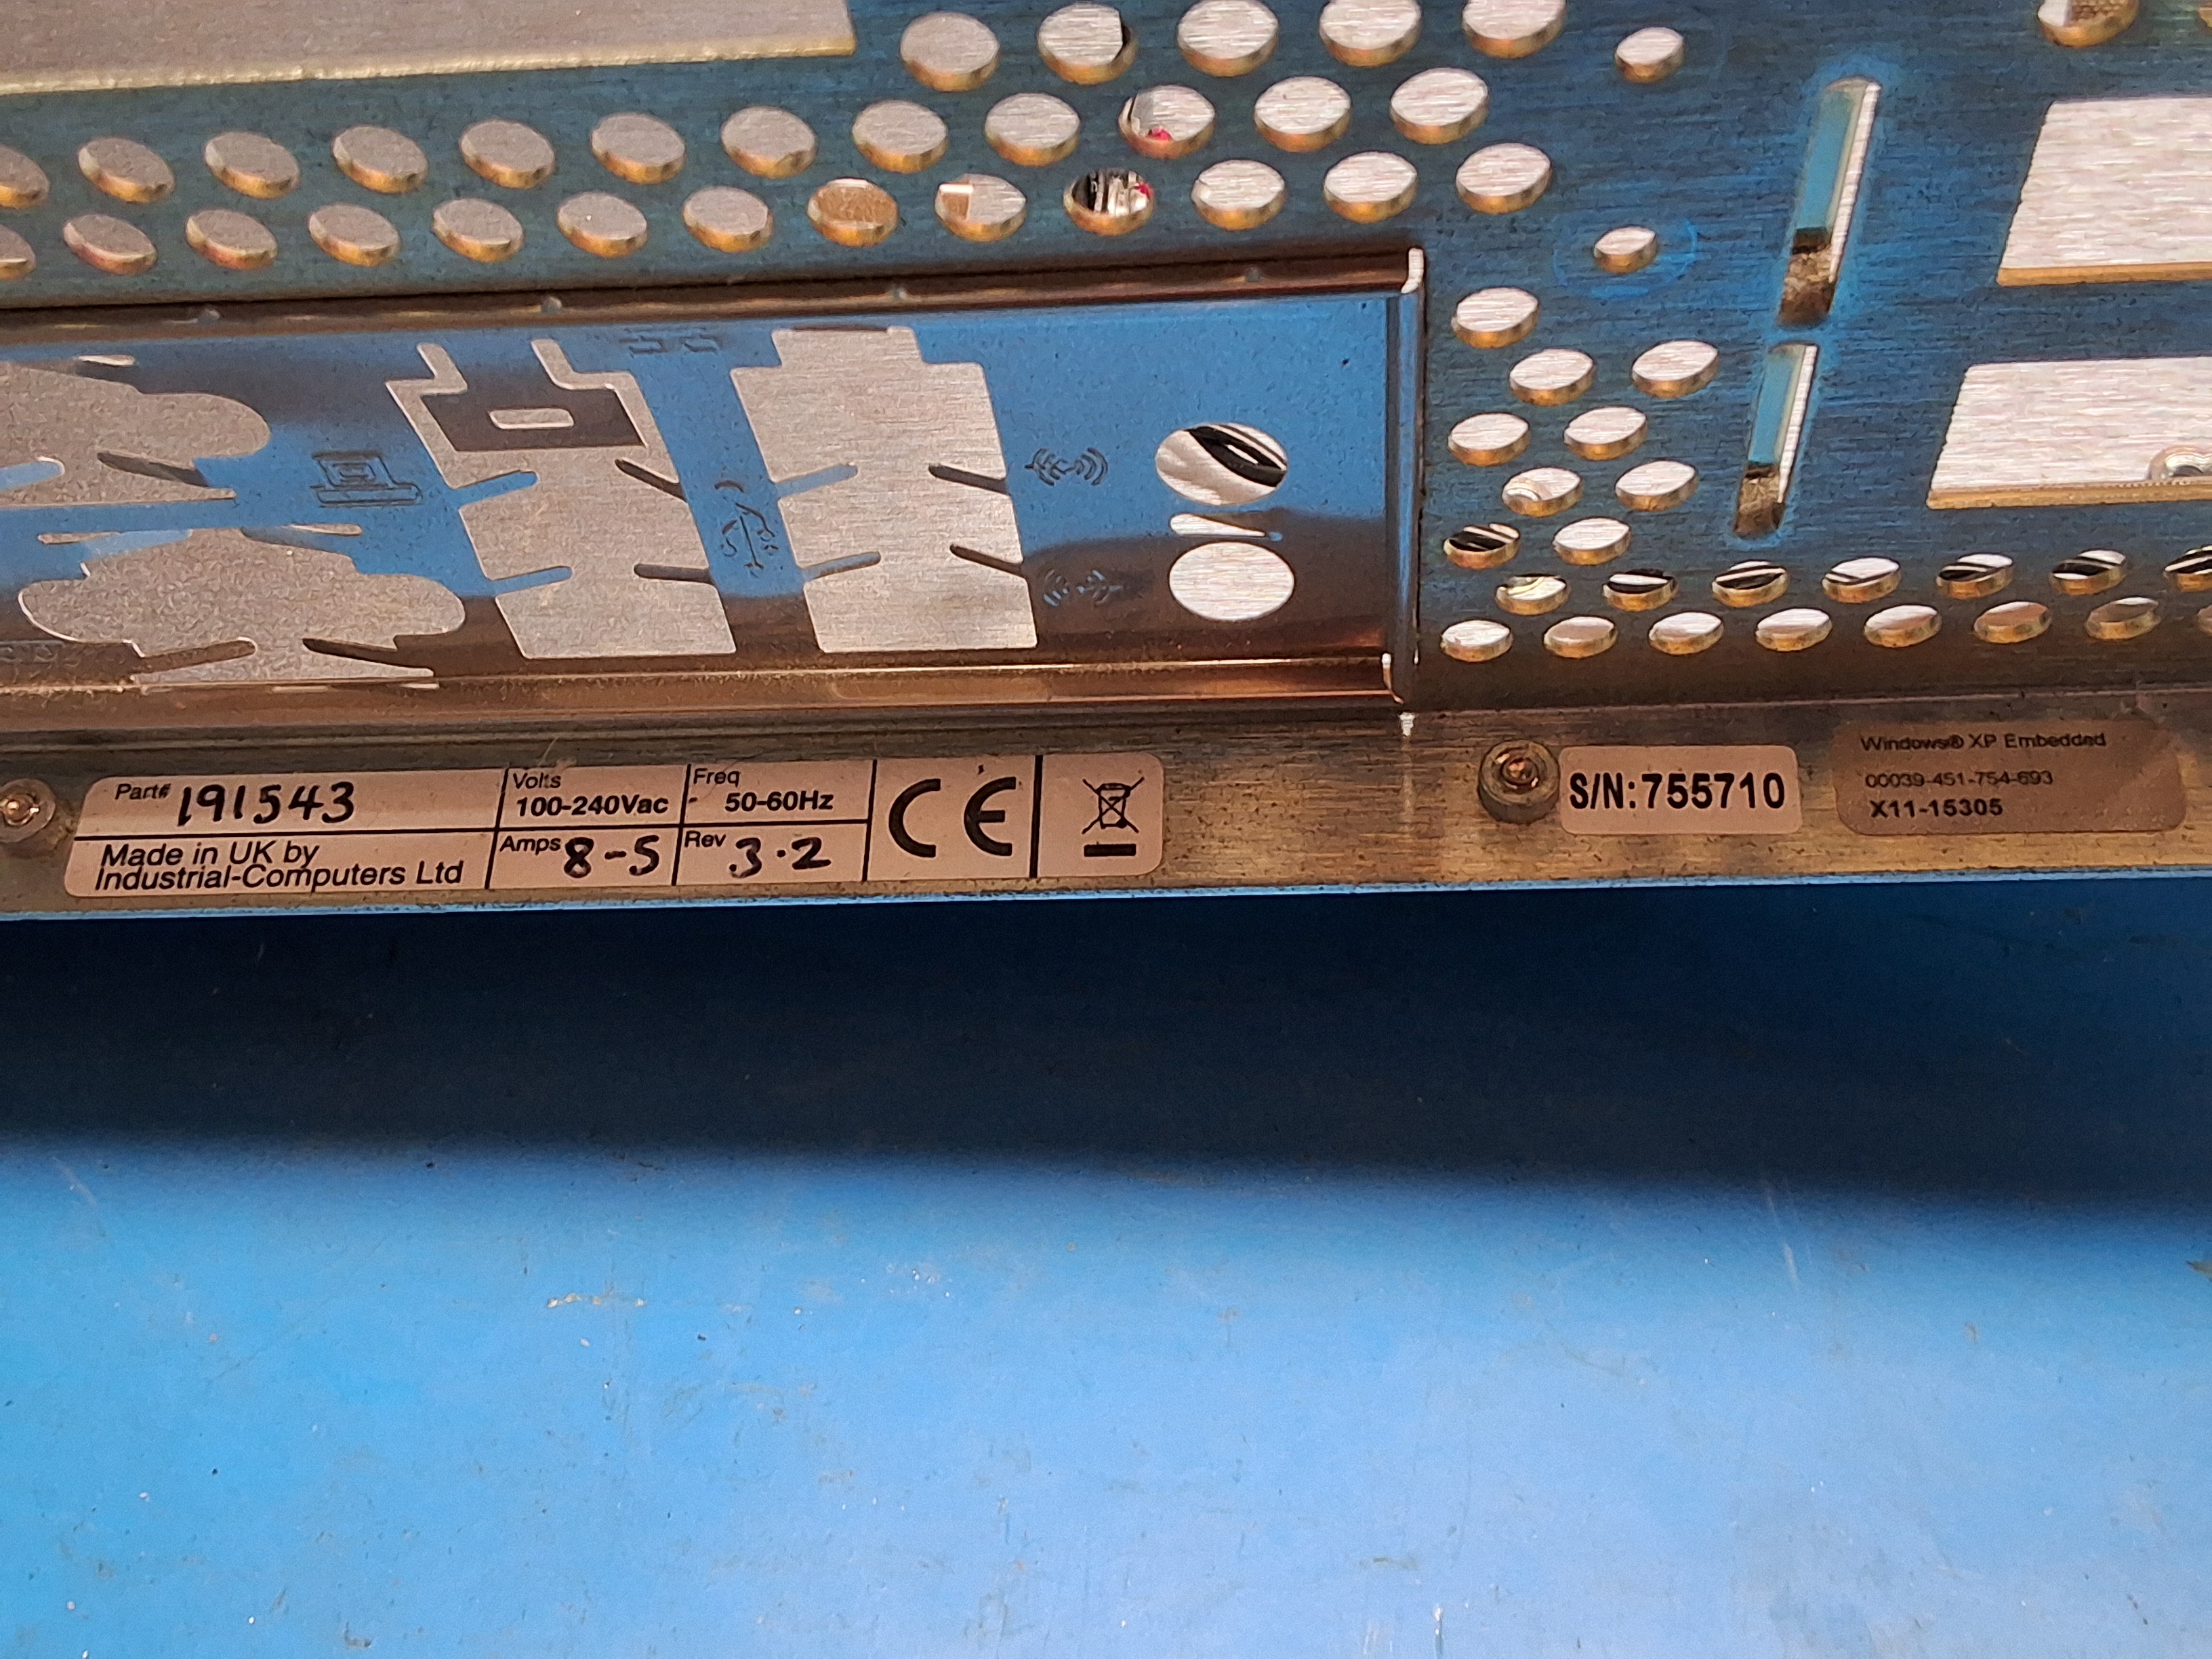 Part# 191543
Made in UK by
Industrial-Computers Ltd
Volts
100-240Vac
Freq
50-60Hz
Amps 8-5
Rev 3.2
CE
S/N:755710
Windows® XP Embedded
00039-451-754-693
X11-15305